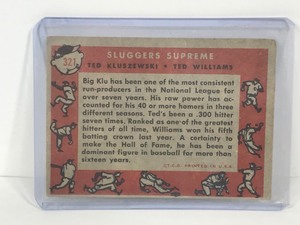 321
SLUGGERS SUPREME
TED KLUSZEWSKI • TED WILLIAMS
Big Klu has been one of the most consistent
run-producers in the National League for
over seven years. His raw power has ac-
counted for his 40 or more homers in three
different seasons. Ted's been a .300 hitter
seven times. Ranked as one of the greatest
hitters of all time, Williams won his fifth
batting crown last year. A certainty to
make the Hall of Fame, he has been a
dominant figure in baseball for more than
sixteen years.
©T.C.G. PRINTED IN U.S.A.